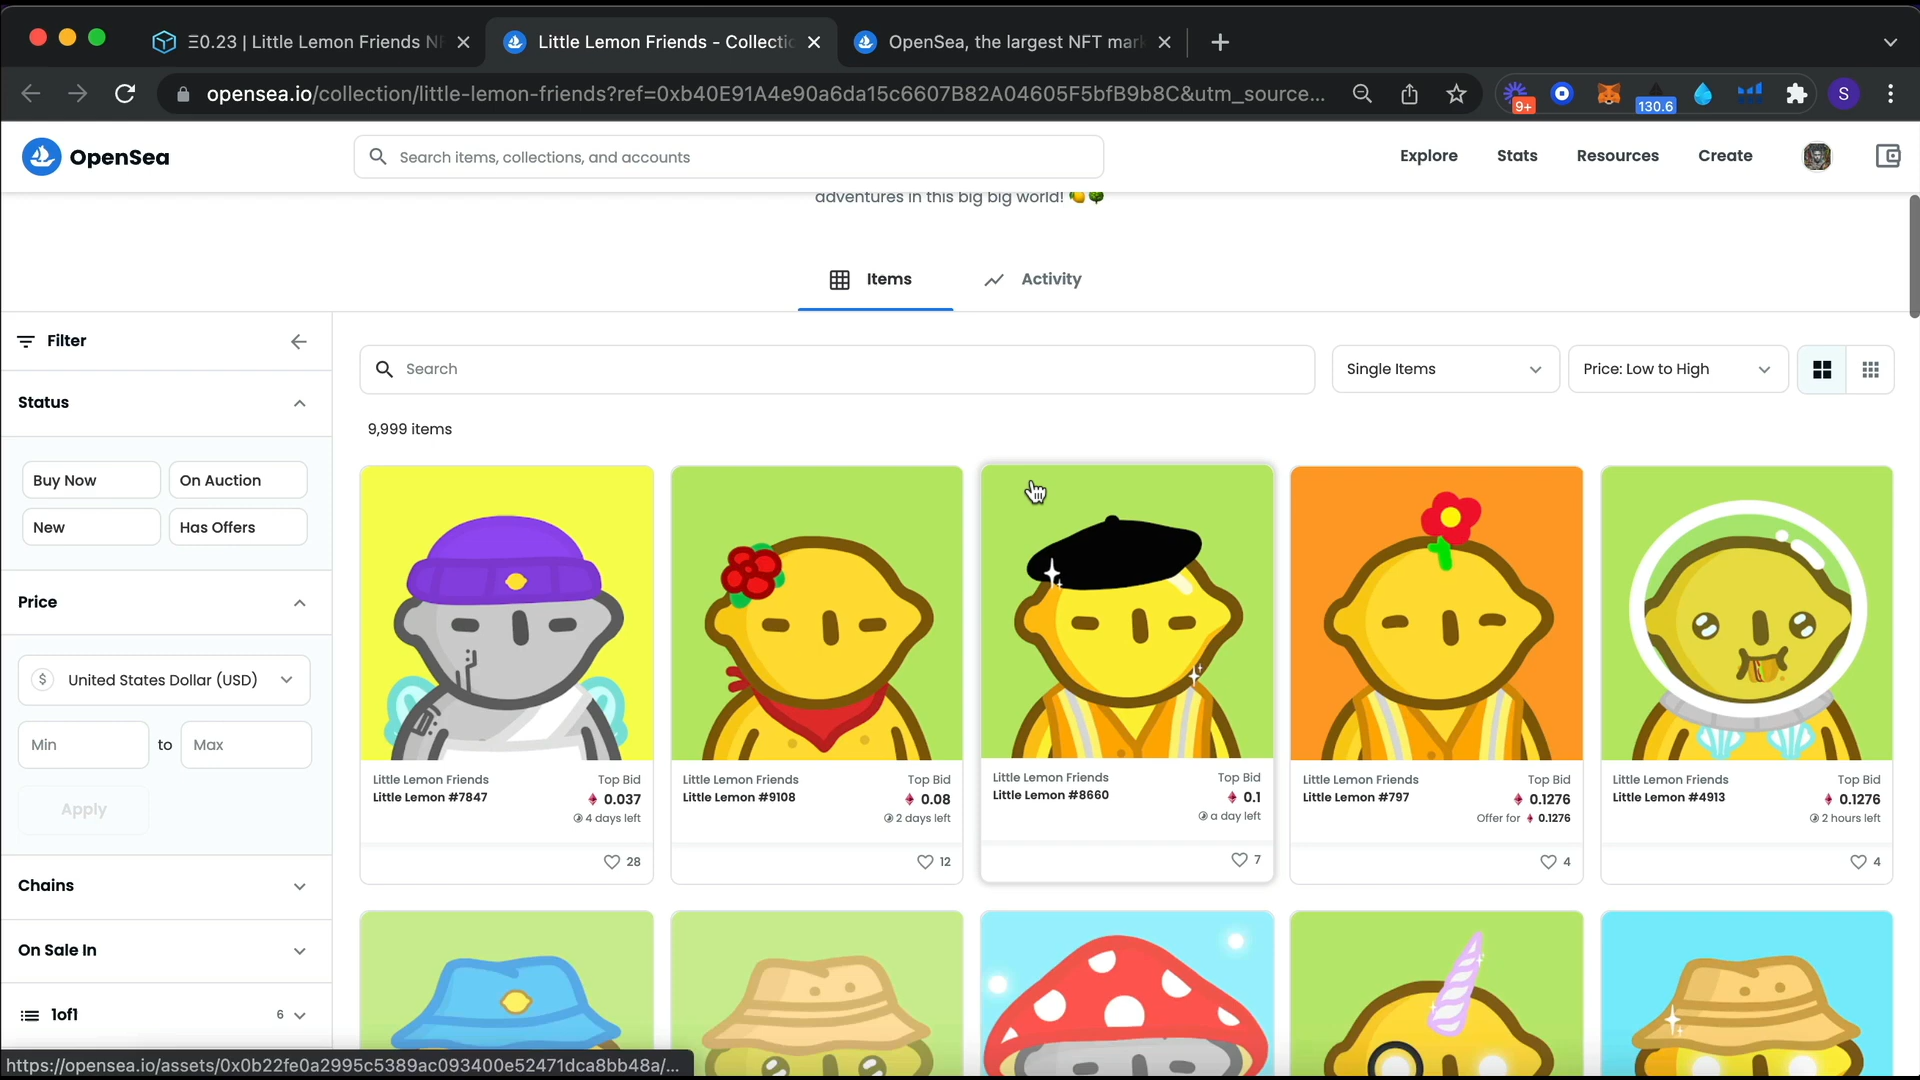 Ξ0.23 | Little Lemon Friends NF
Little Lemon Friends - Collectio
OpenSea, the largest NFT mark
opensea.io/collection/little-lemon-friends?ref=0xb40E91A4e90a6da15c6607B82A04605F5bfB9b8C&utm_source...
9+
130.6
S
OpenSea
Search items, collections, and accounts
Explore
Stats
Resources
Create
adventures in this big big world! 🍋🌳
Items
Activity
Filter
Search
Single Items
Price: Low to High
Status
9,999 items
Buy Now
On Auction
New
Has Offers
Price
$ United States Dollar (USD)
Min to Max
Apply
Chains
On Sale In
1of1 6
Little Lemon Friends Top Bid
Little Lemon #7847 0.037
4 days left
28
Little Lemon Friends Top Bid
Little Lemon #9108 0.08
2 days left
12
Little Lemon Friends Top Bid
Little Lemon #8660 0.1
a day left
7
Little Lemon Friends Top Bid
Little Lemon #797 0.1276
Offer for 0.1276
4
Little Lemon Friends Top Bid
Little Lemon #4913 0.1276
2 hours left
4
https://opensea.io/assets/0x0b22fe0a2995c5389ac093400e52471dca8bb48a/...